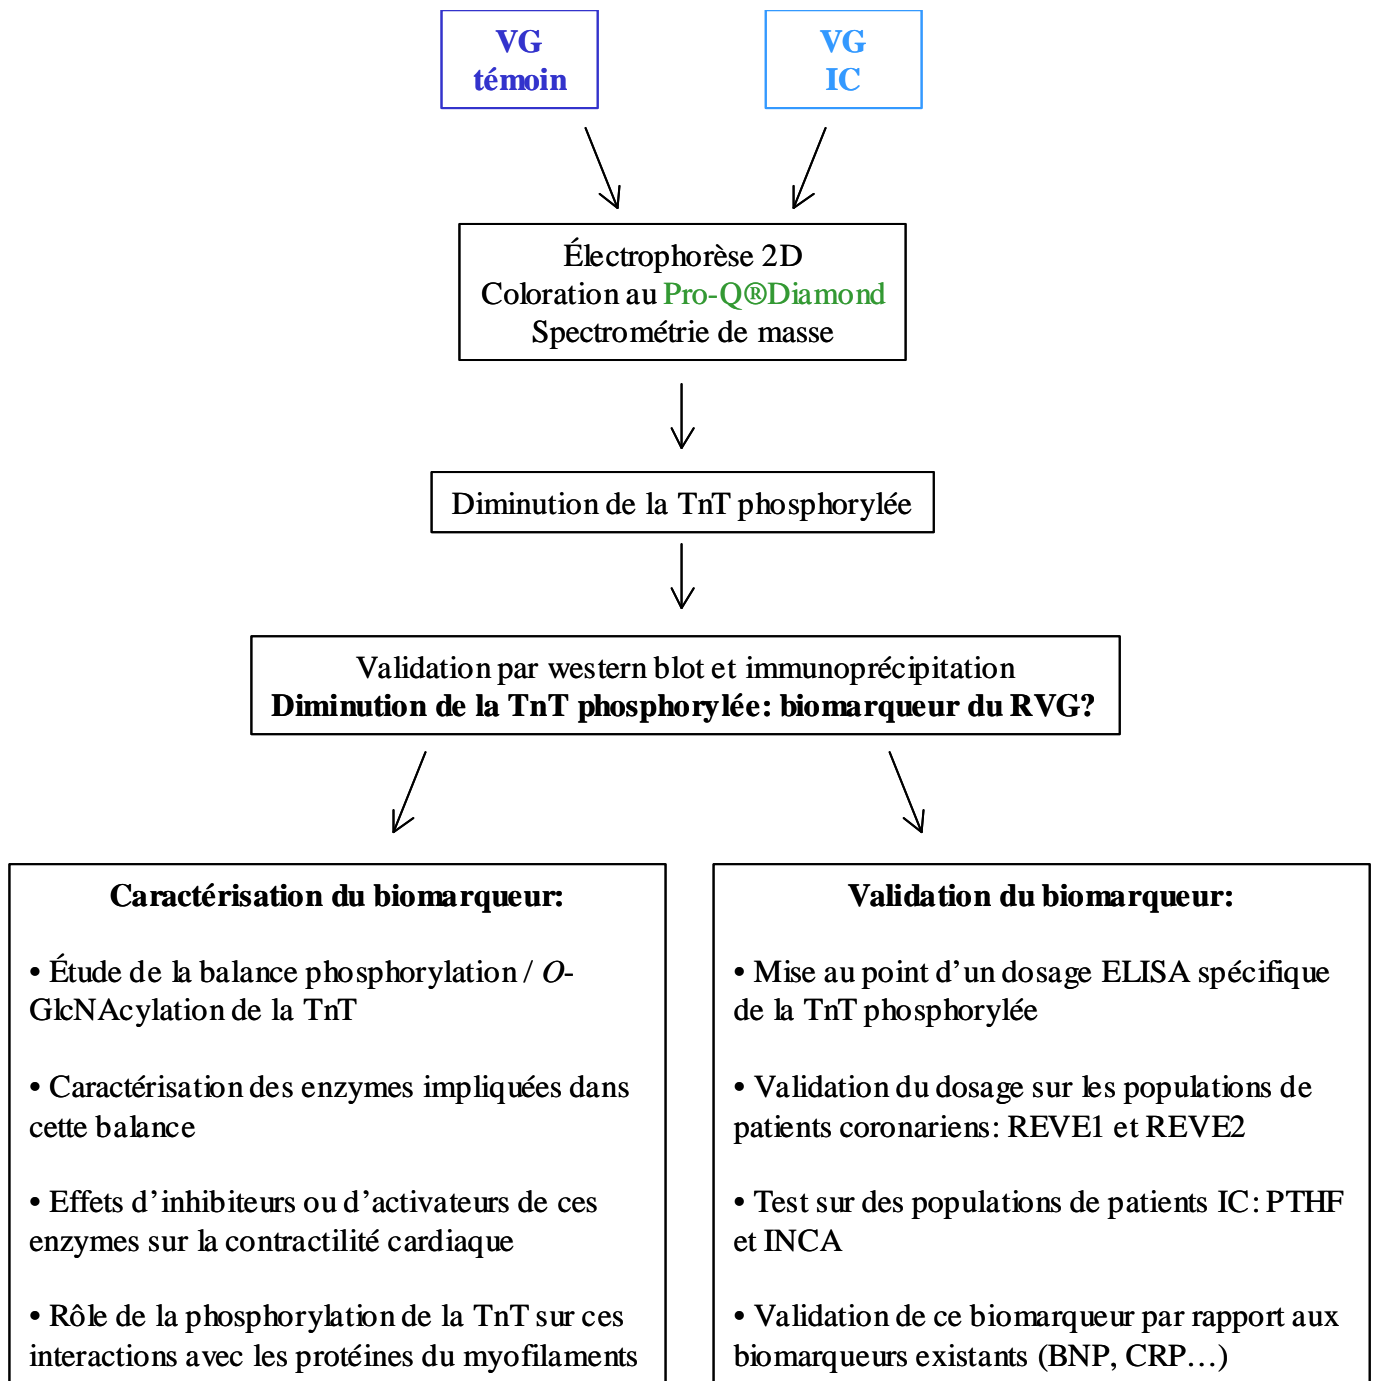 VG
témoin
VG
IC
Électrophorèse 2D
Coloration au Pro-Q®Diamond
Spectrométrie de masse
Diminution de la TnT phosphorylée
Validation par western blot et immunoprécipitation
Diminution de la TnT phosphorylée: biomarqueur du RVG?
Caractérisation du biomarqueur:
• Étude de la balance phosphorylation / O-
GlcNAcylation de la TnT
• Caractérisation des enzymes impliquées dans
cette balance
• Effets d’inhibiteurs ou d’activateurs de ces
enzymes sur la contractilité cardiaque
• Rôle de la phosphorylation de la TnT sur ces
interactions avec les protéines du myofilaments
Validation du biomarqueur:
• Mise au point d’un dosage ELISA spécifique
de la TnT phosphorylée
• Validation du dosage sur les populations de
patients coronariens: REVE1 et REVE2
• Test sur des populations de patients IC: PTHF
et INCA
• Validation de ce biomarqueur par rapport aux
biomarqueurs existants (BNP, CRP…)